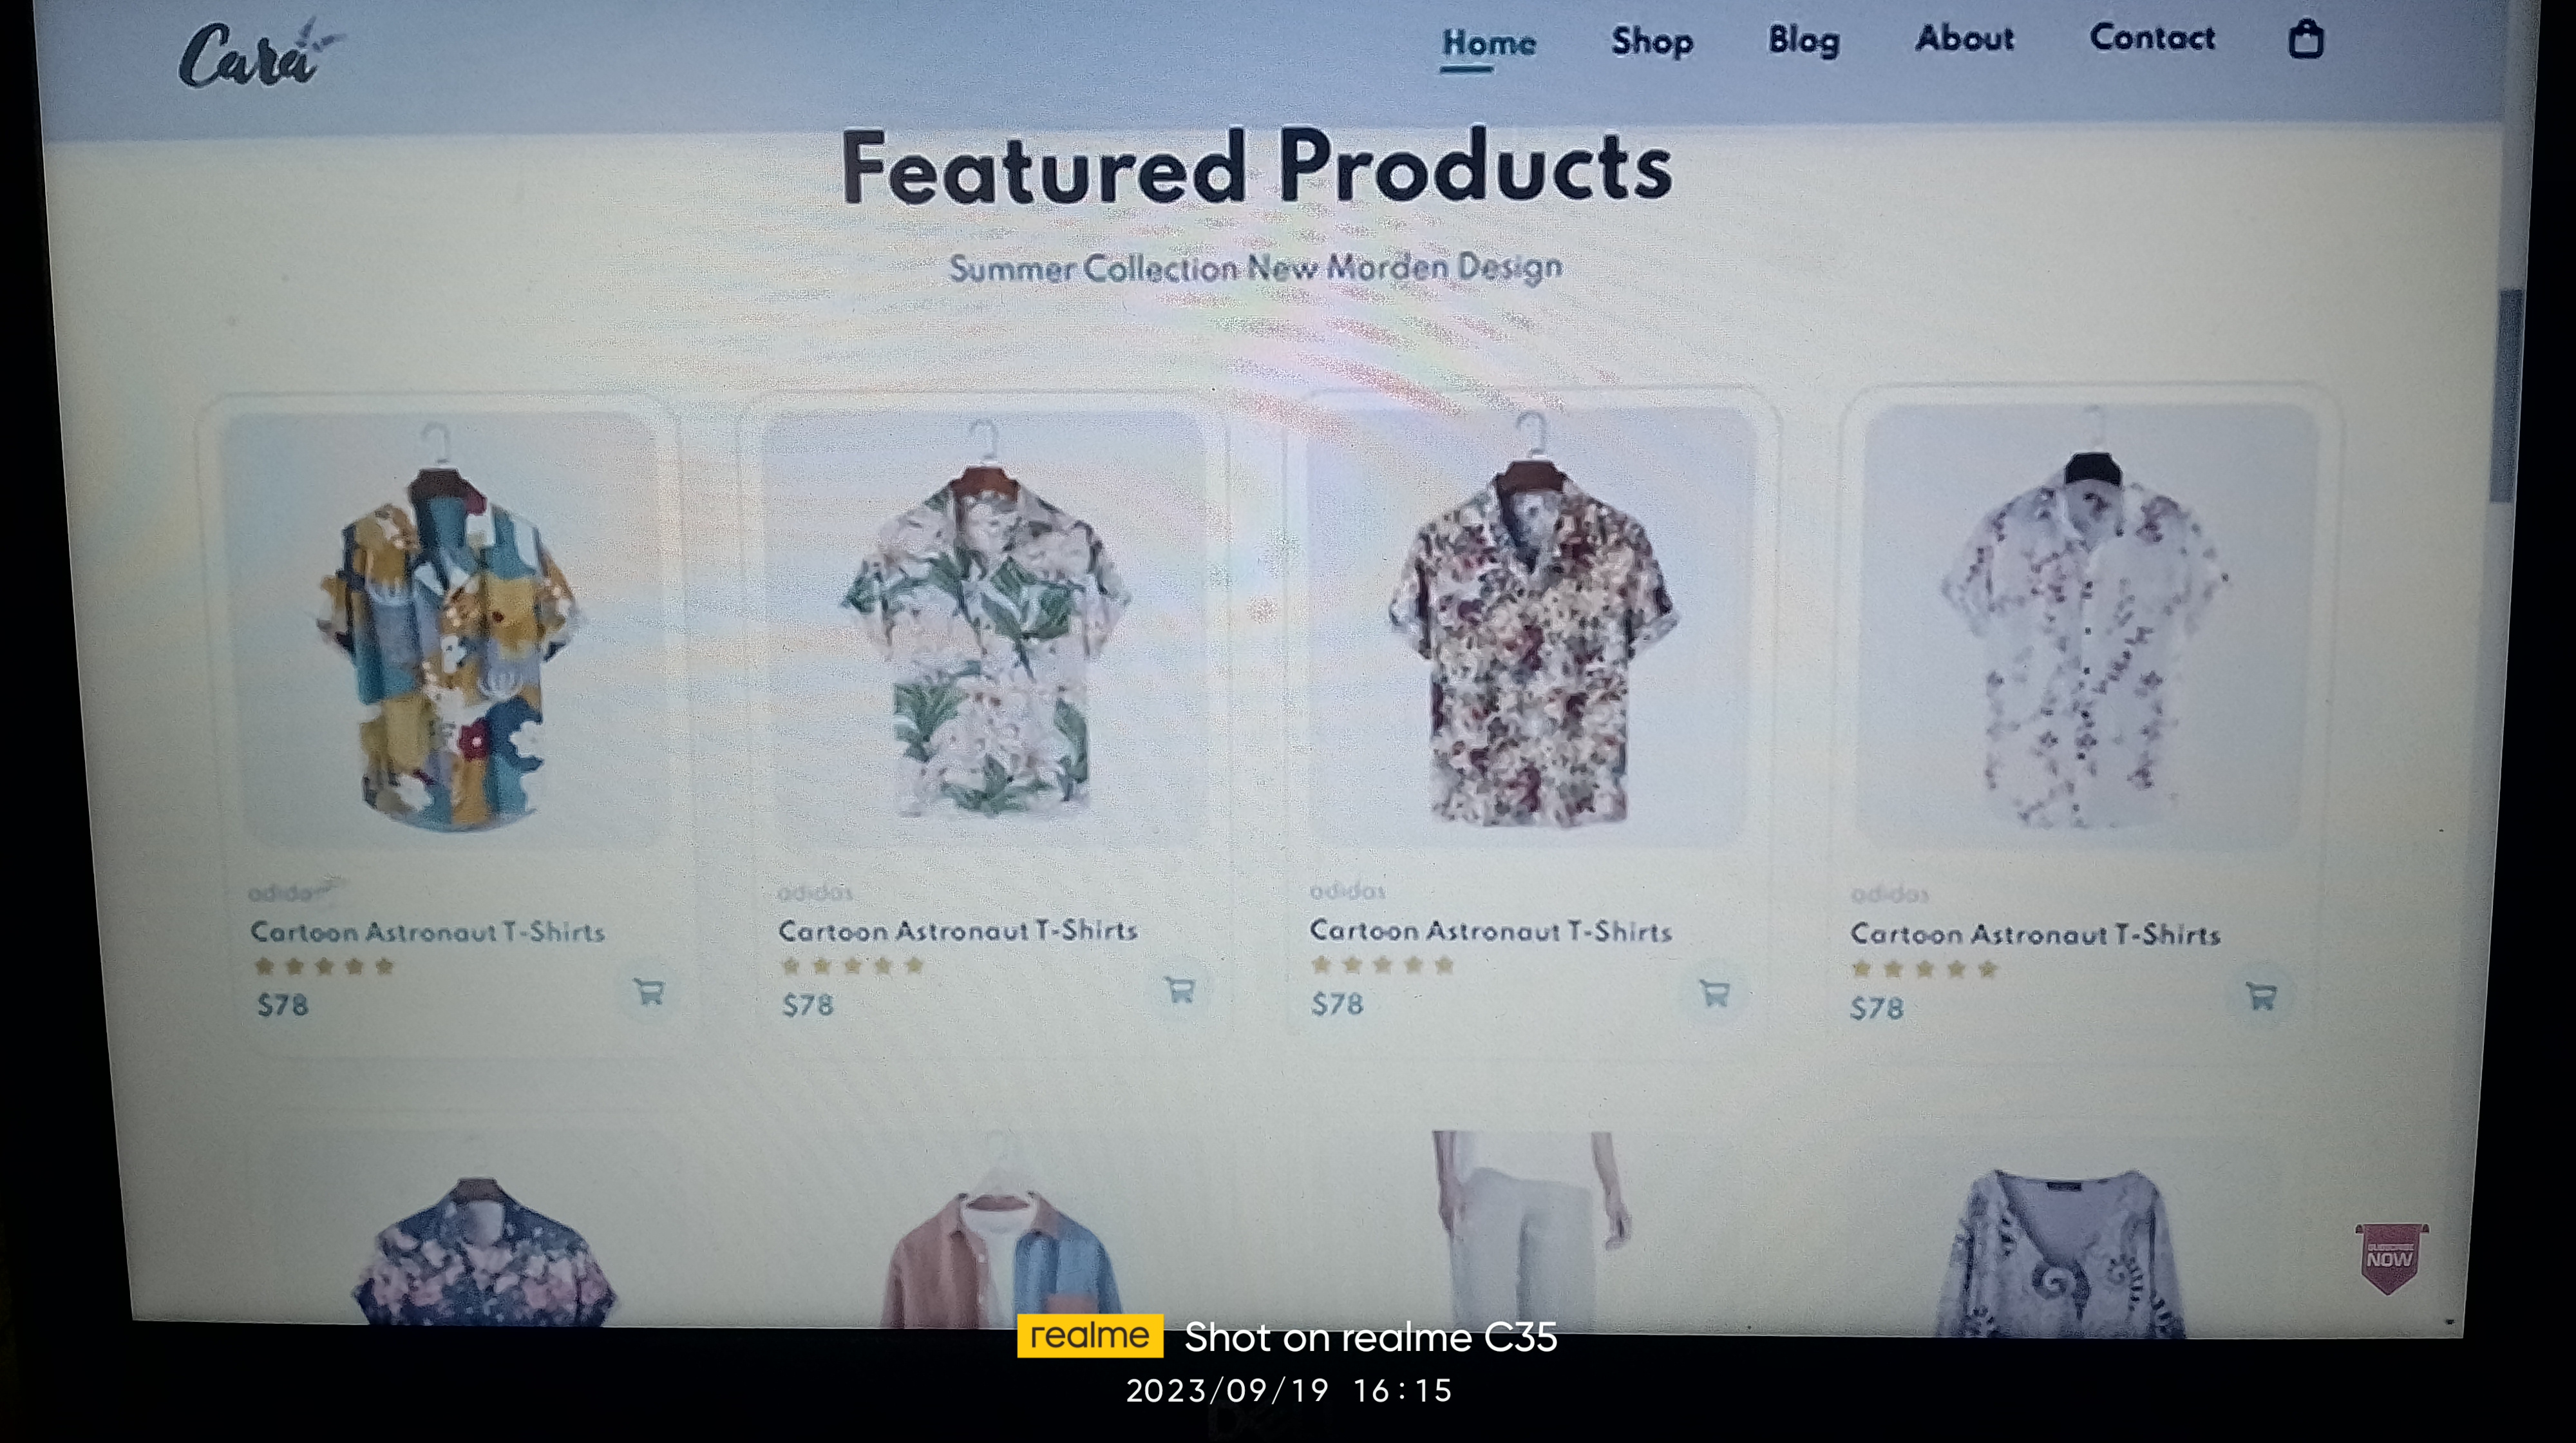 Cara
Home Shop Blog About Contact
Featured Products
Summer Collection New Morden Design
adidas
Cartoon Astronaut T-Shirts
$78
adidas
Cartoon Astronaut T-Shirts
$78
adidas
Cartoon Astronaut T-Shirts
$78
adidas
Cartoon Astronaut T-Shirts
$78
SUBSCRIBE
NOW
realme Shot on realme C35
2023/09/19 16:15